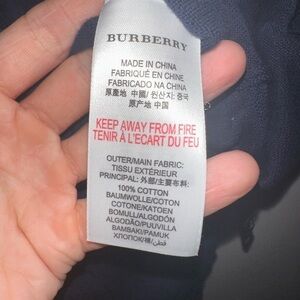 BURBERRY
MADE IN CHINA
FABRIQUÉ EN CHINE
FABRICADO NA CHINA
原產地 中国/ 원산지: 중국
原产地 中国
KEEP AWAY FROM FIRE
TENIR À L'ECART DU FEU
OUTER/MAIN FABRIC:
TISSU EXTÉRIEUR
PRINCIPAL: 外部/主要布料:
100% COTTON
BAUMWOLLE/COTON
COTONE/KATOEN
BOMULL/ALGODÓN
ALGODÃO/PUUVILLA
BAMBAKI/PAMUK
ХЛОПОК/棉/قطن